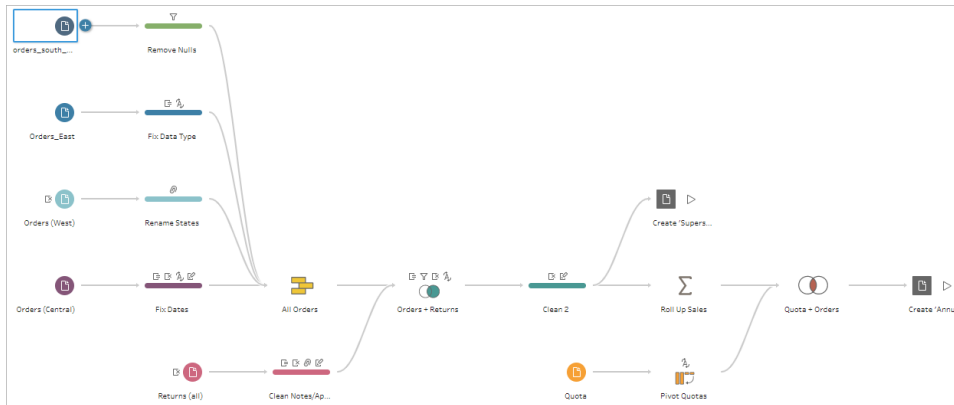 orders_south_...
Remove Nulls
Orders_East
Fix Data Type
Orders (West)
Rename States
Create 'Supers...
Orders (Central)
Fix Dates
All Orders
Orders + Returns
Clean 2
Roll Up Sales
Quota + Orders
Create 'Annu
Returns (all)
Clean Notes/Ap...
Quota
Pivot Quotas